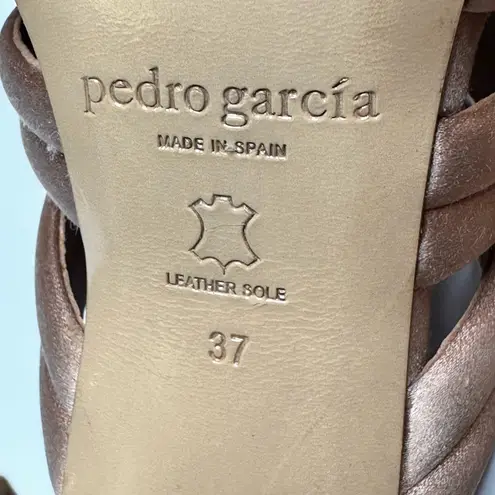 pedro garcía
MADE IN SPAIN
LEATHER SOLE
37